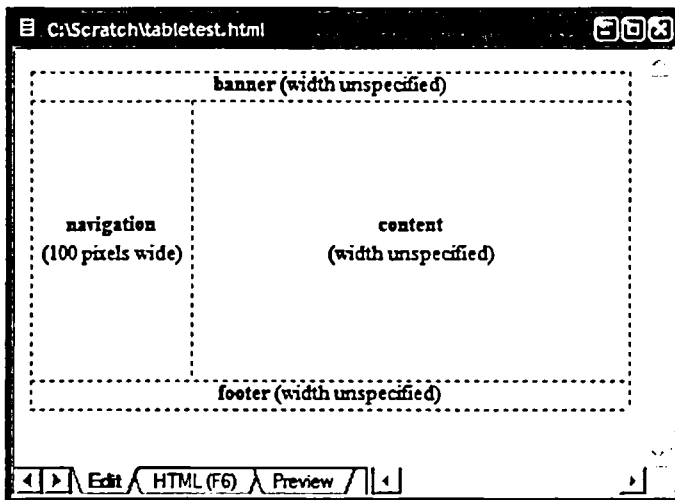 C:\Scratch\tabletest.html
banner (width unspecified)
navigation
(100 pixels wide)
content
(width unspecified)
footer (width unspecified)
Edit HTML (F6) Preview